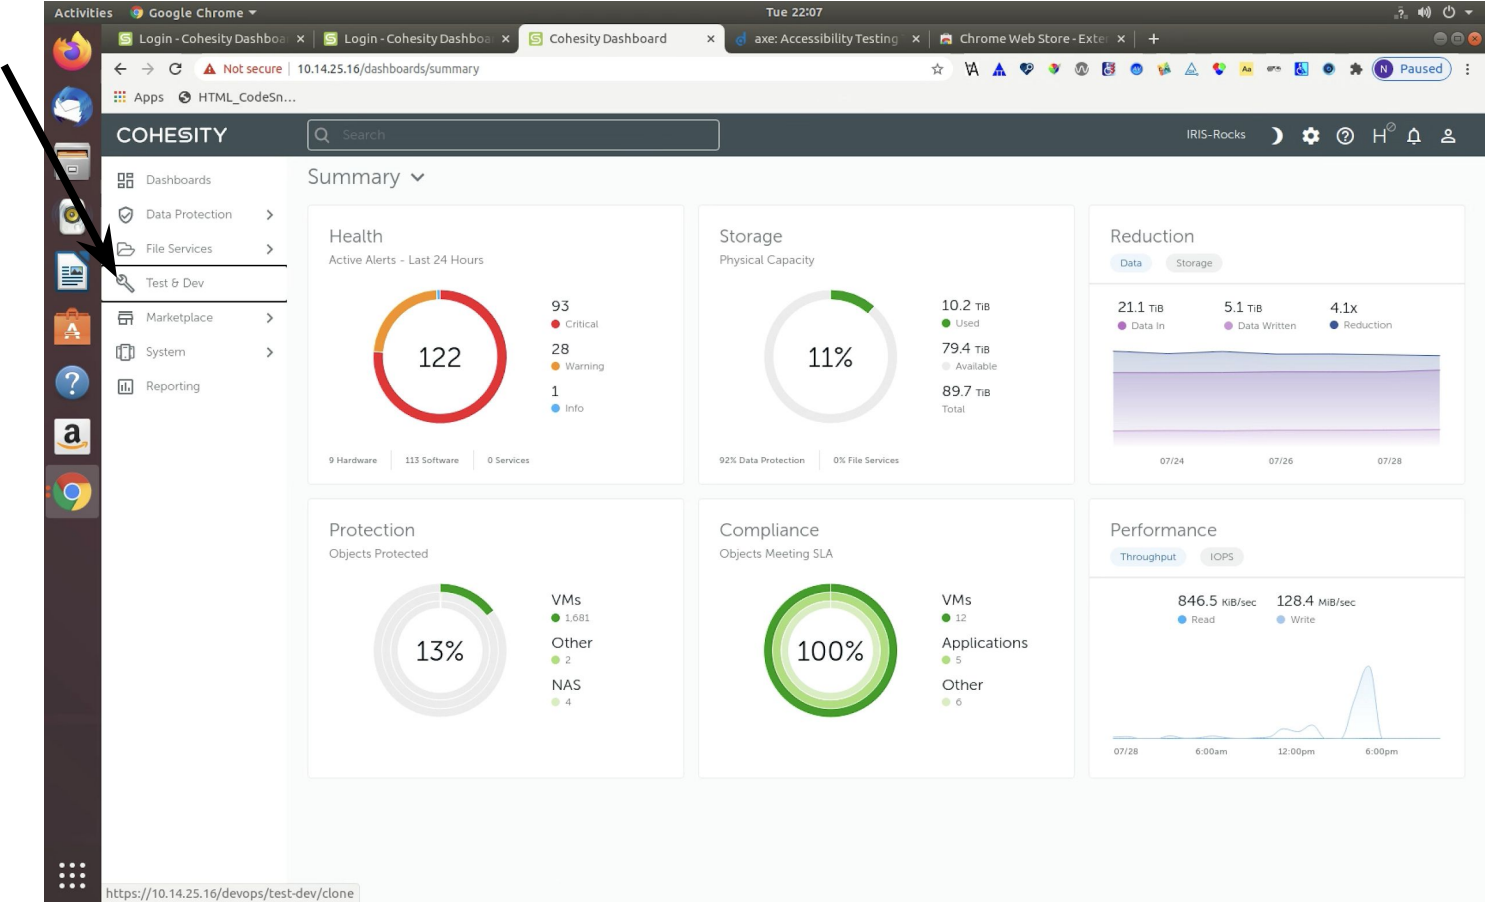 Activities Google Chrome Tue 22:07
Login - Cohesity Dashboa × Login - Cohesity Dashboa × Cohesity Dashboard × axe: Accessibility Testing × Chrome Web Store - Exte × +
Not secure 10.14.25.16/dashboards/summary Paused
Apps HTML_CodeSn...
COHESITY Search IRIS-Rocks
Dashboards
Data Protection
File Services
Test & Dev
Marketplace
System
Reporting
Summary
Health
Active Alerts - Last 24 Hours
122
93
Critical
28
Warning
1
Info
9 Hardware 113 Software 0 Services
Storage
Physical Capacity
11%
10.2 TiB
Used
79.4 TiB
Available
89.7 TiB
Total
92% Data Protection 0% File Services
Reduction
Data Storage
21.1 TiB 5.1 TiB 4.1x
Data In Data Written Reduction
07/24 07/26 07/28
Protection
Objects Protected
13%
VMs
1,681
Other
2
NAS
4
Compliance
Objects Meeting SLA
100%
VMs
12
Applications
5
Other
6
Performance
Throughput IOPS
846.5 KiB/sec 128.4 MiB/sec
Read Write
07/28 6:00am 12:00pm 6:00pm
https://10.14.25.16/devops/test-dev/clone